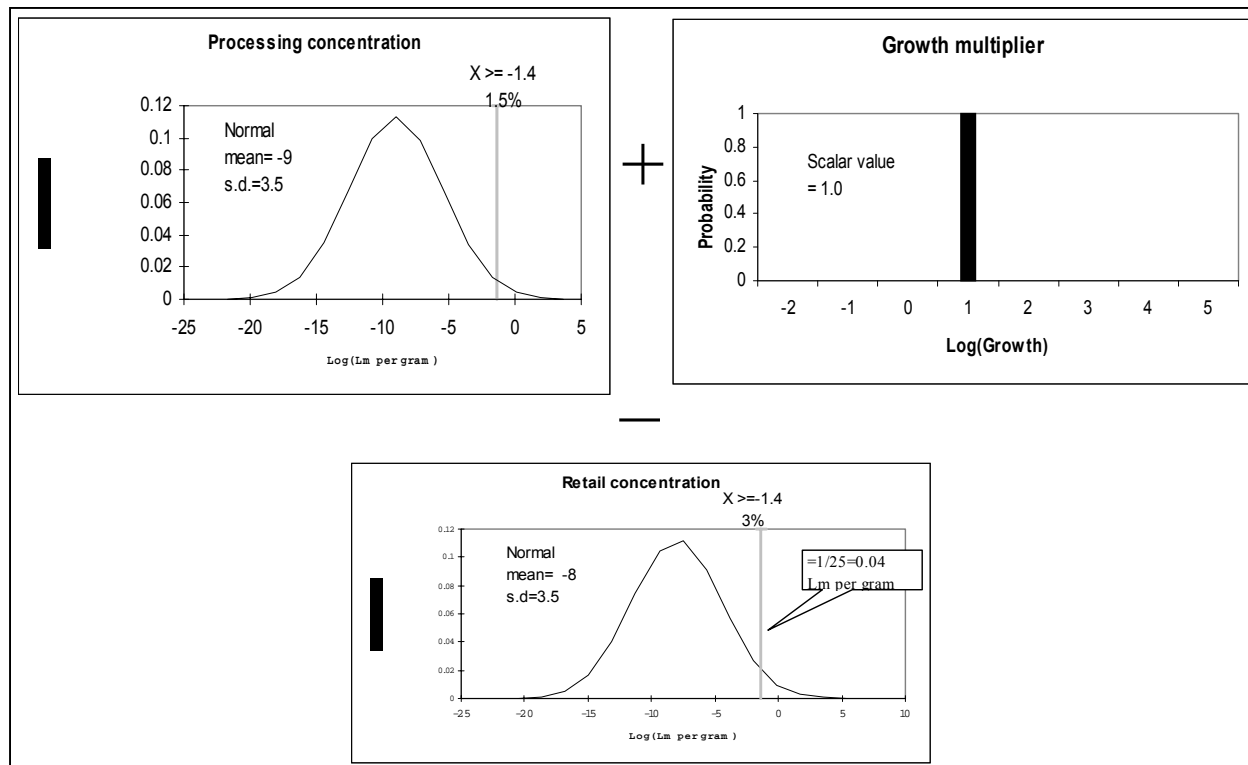 Processing concentration
X >= -1.4
1.5%
0.12
0.1
0.08
0.06
0.04
0.02
0
Normal
mean= -9
s.d.=3.5
-25 -20 -15 -10 -5 0 5
Log(Lm per gram )
+
Growth multiplier
1
0.8
0.6
0.4
0.2
0
Probability
Scalar value
= 1.0
-2 -1 0 1 2 3 4 5
Log(Growth)
Retail concentration
X >=-1.4
3%
0.12
0.1
0.08
0.06
0.04
0.02
0
Normal
mean= -8
s.d=3.5
=1/25=0.04
Lm per gram
-25 -20 -15 -10 -5 0 5 10
Log(Lm per gram )